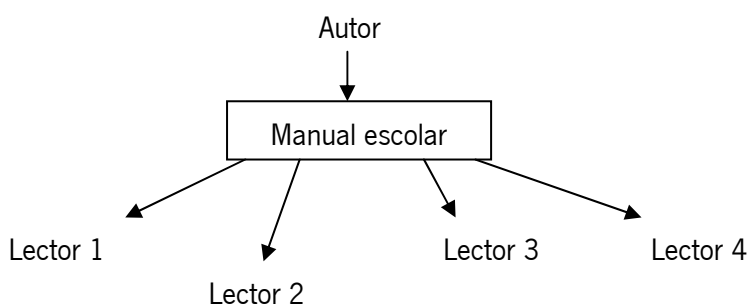 Autor
Manual escolar
Lector 1
Lector 2
Lector 3
Lector 4